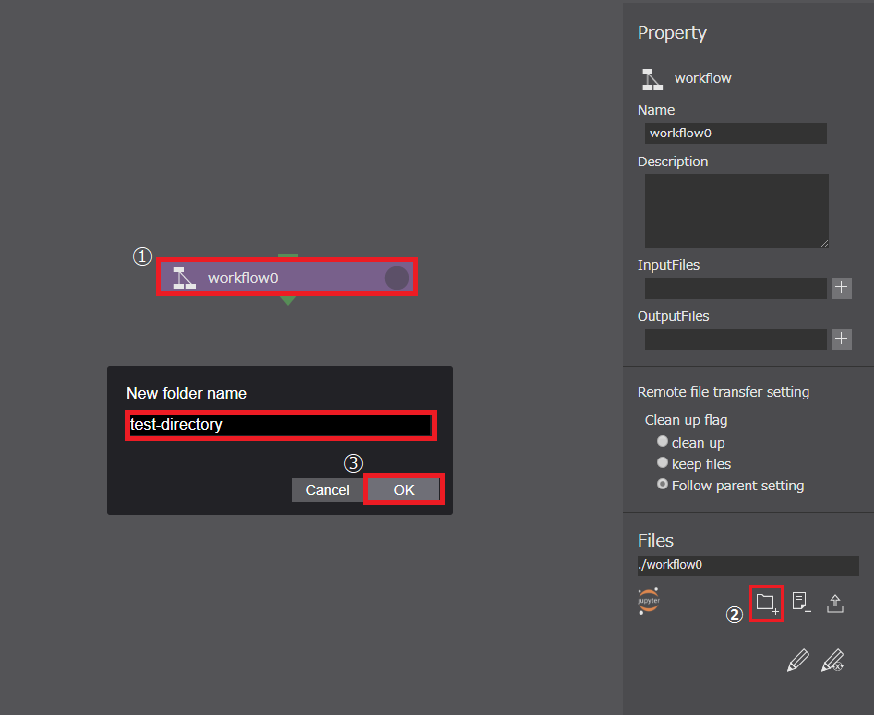 ①
workflow0
New folder name
test-directory
③
Cancel
OK
Property
workflow
Name
workflow0
Description
InputFiles
+
OutputFiles
+
Remote file transfer setting
Clean up flag
clean up
keep files
Follow parent setting
Files
./workflow0
jupyter
②